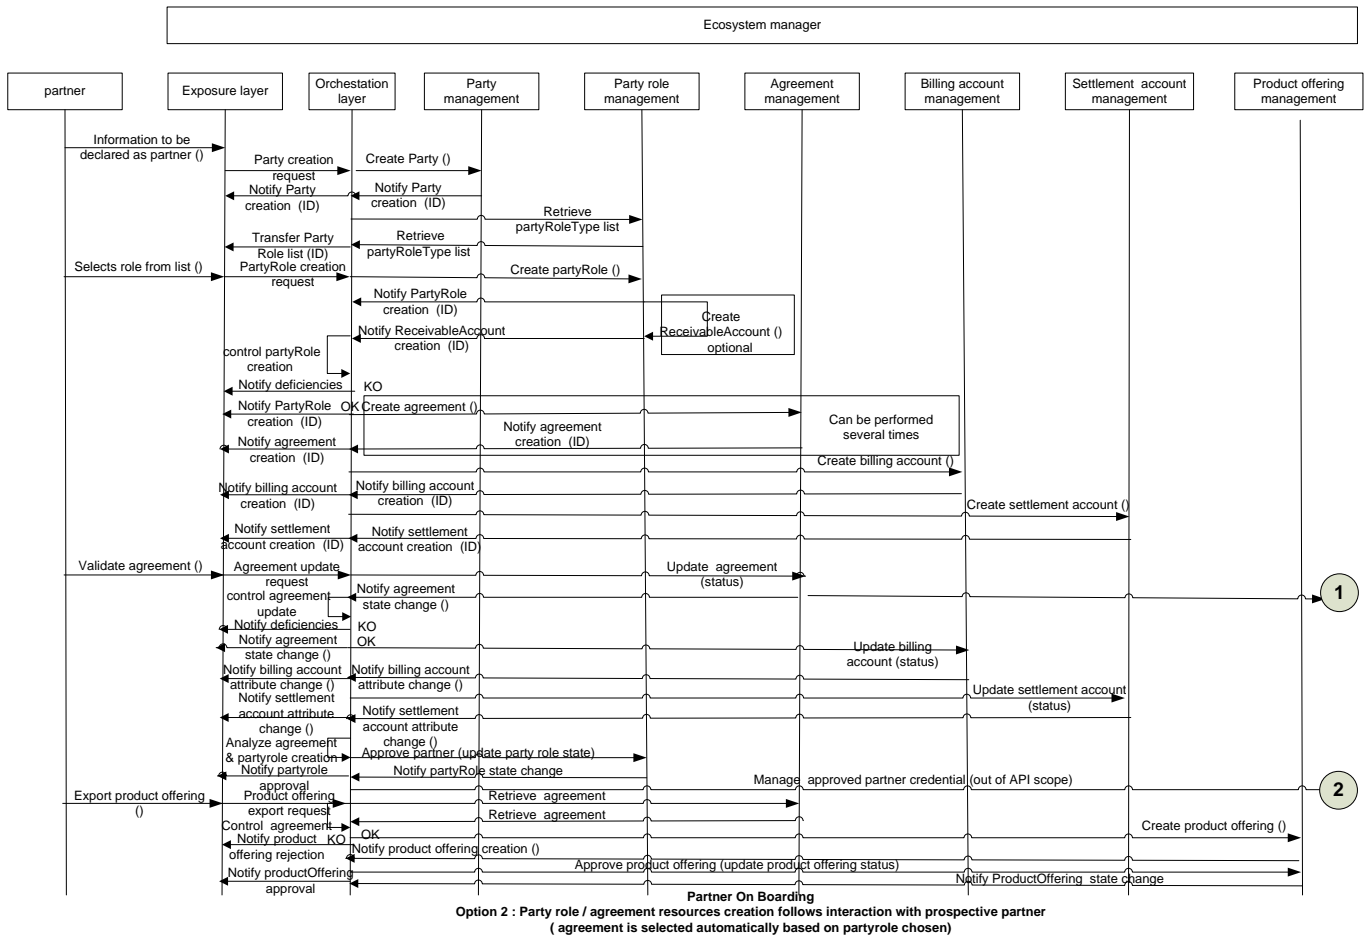 Ecosystem manager
partner
Exposure layer
Orchestation
layer
Party
management
Party role
management
Agreement
management
Billing account
management
Settlement account
management
Product offering
management
Information to be
declared as partner ()
Party creation
request
Create Party ()
Notify Party
creation (ID)
Notify Party
creation (ID)
Retrieve
partyRoleType list
Transfer Party
Role list (ID)
Retrieve
partyRoleType list
Selects role from list ()
PartyRole creation
request
Create partyRole ()
Notify PartyRole
creation (ID)
Create
ReceivableAccount ()
optional
Notify ReceivableAccount
creation (ID)
control partyRole
creation
Notify deficiencies
KO
Notify PartyRole
creation (ID)
OK
Create agreement ()
Can be performed
several times
Notify agreement
creation (ID)
Notify agreement
creation (ID)
Create billing account ()
Notify billing account
creation (ID)
Notify billing account
creation (ID)
Create settlement account ()
Notify settlement
account creation (ID)
Notify settlement
account creation (ID)
Validate agreement ()
Agreement update
request
Update agreement
(status)
control agreement
update
Notify agreement
state change ()
1
Notify deficiencies
KO
Notify agreement
state change ()
OK
Update billing
account (status)
Notify billing account
attribute change ()
Notify billing account
attribute change ()
Notify settlement
account attribute
change ()
Update settlement account
(status)
Notify settlement
account attribute
change ()
Analyze agreement
& partyrole creation
Approve partner (update party role state)
Notify partyrole
approval
Notify partyRole state change
Manage approved partner credential (out of API scope)
2
Export product offering
()
Product offering
export request
Retrieve agreement
Retrieve agreement
Control agreement
Notify product
offering rejection
KO
OK
Create product offering ()
Notify product offering creation ()
Approve product offering (update product offering status)
Notify productOffering
approval
Notify ProductOffering state change
Partner On Boarding
Option 2 : Party role / agreement resources creation follows interaction with prospective partner
( agreement is selected automatically based on partyrole chosen)